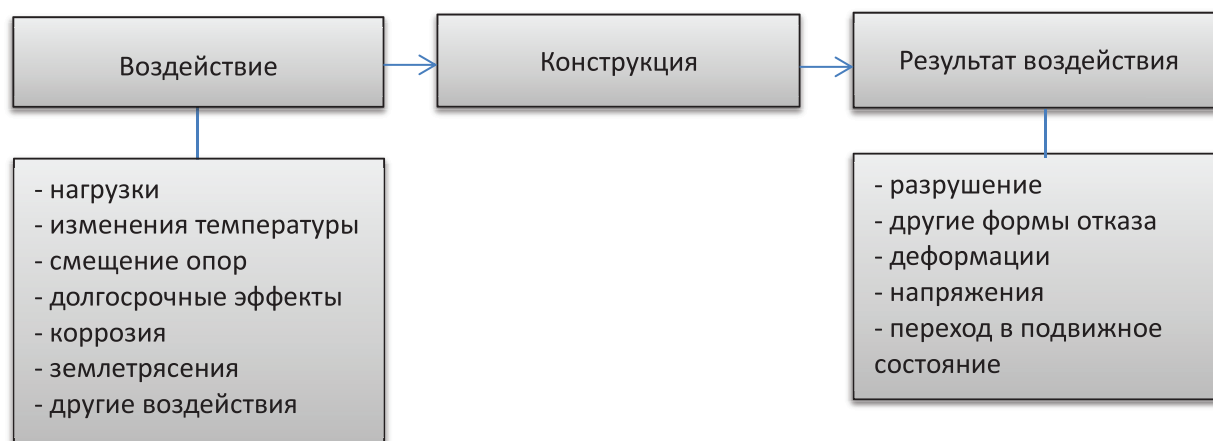 Воздействие
Конструкция
Результат воздействия
- нагрузки
- изменения температуры
- смещение опор
- долгосрочные эффекты
- коррозия
- землетрясения
- другие воздействия
- разрушение
- другие формы отказа
- деформации
- напряжения
- переход в подвижное
состояние